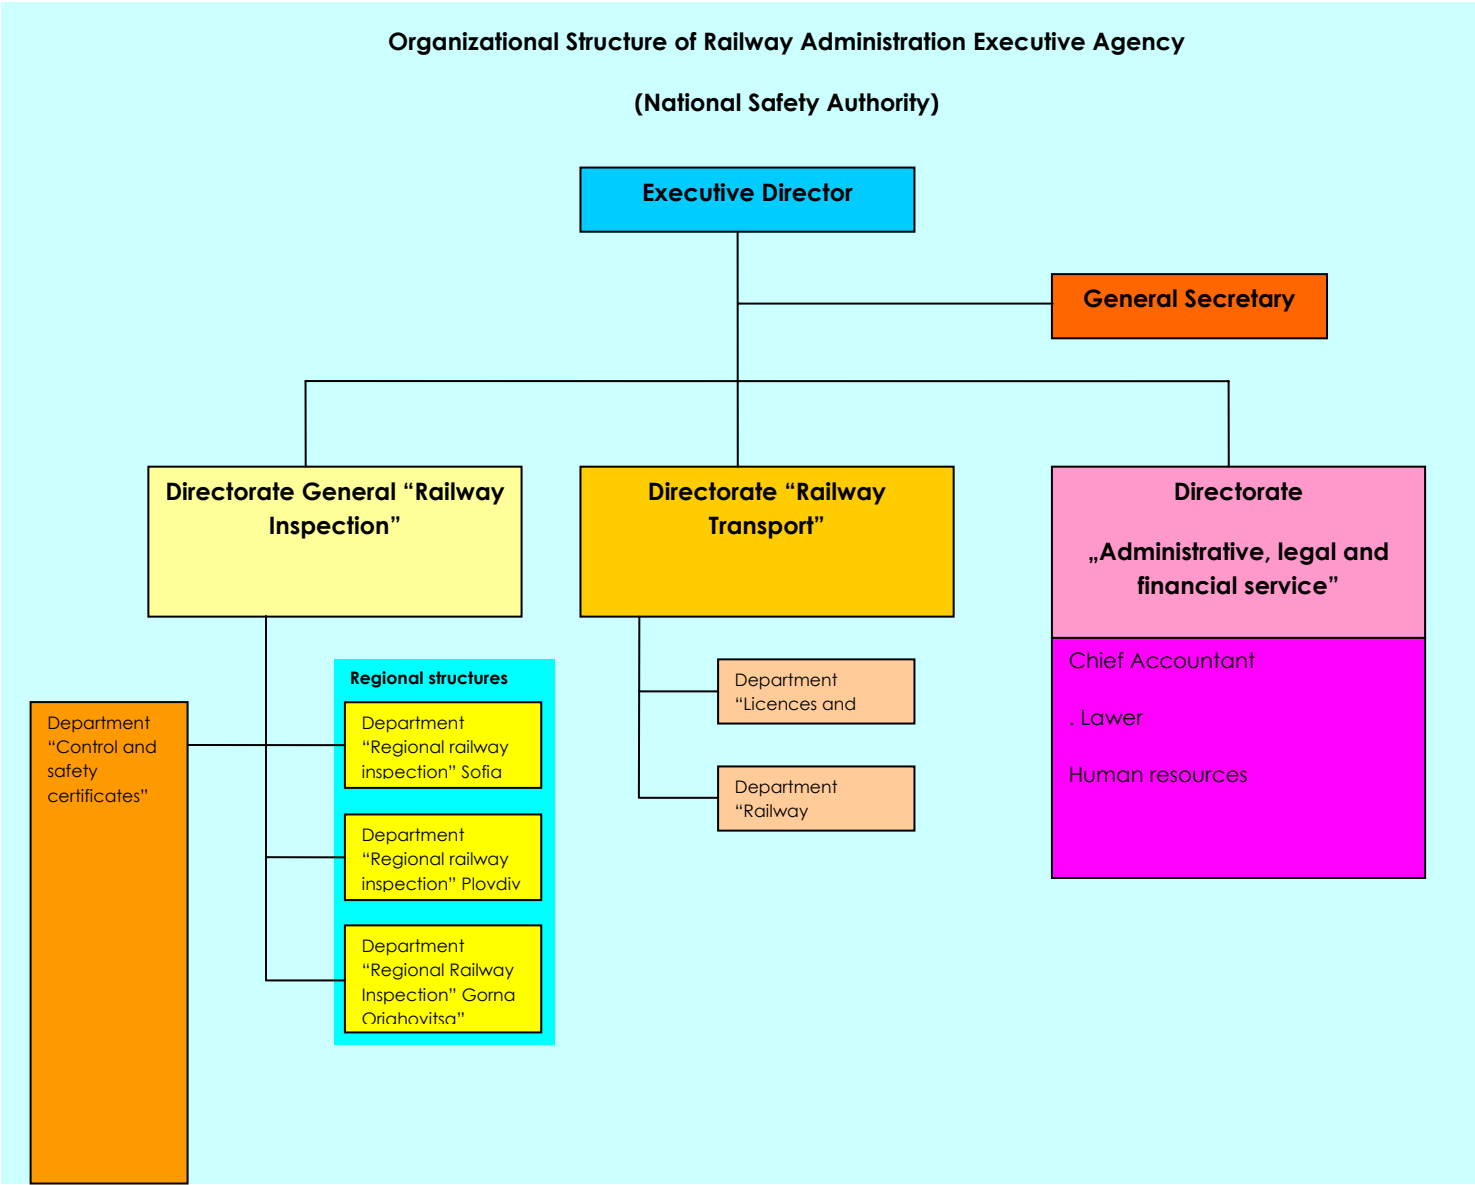 Organizational Structure of Railway Administration Executive Agency
(National Safety Authority)
Executive Director
General Secretary
Directorate General “Railway
Inspection”
Directorate “Railway
Transport”
Directorate
„Administrative, legal and
financial service”
Chief Accountant
. Lawer
Human resources
Regional structures
Department
“Control and
safety
certificates”
Department
“Regional railway
inspection” Sofia
Department
“Regional railway
inspection” Plovdiv
Department
“Regional Railway
Inspection” Gorna
Oriahovitsa”
Department
“Licences and
Department
“Railway